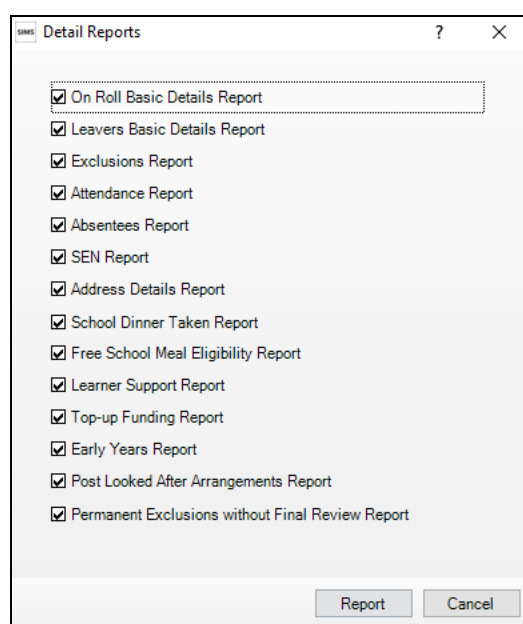 SIMS Detail Reports ? X
On Roll Basic Details Report
Leavers Basic Details Report
Exclusions Report
Attendance Report
Absentees Report
SEN Report
Address Details Report
School Dinner Taken Report
Free School Meal Eligibility Report
Learner Support Report
Top-up Funding Report
Early Years Report
Post Looked After Arrangements Report
Permanent Exclusions without Final Review Report
Report Cancel